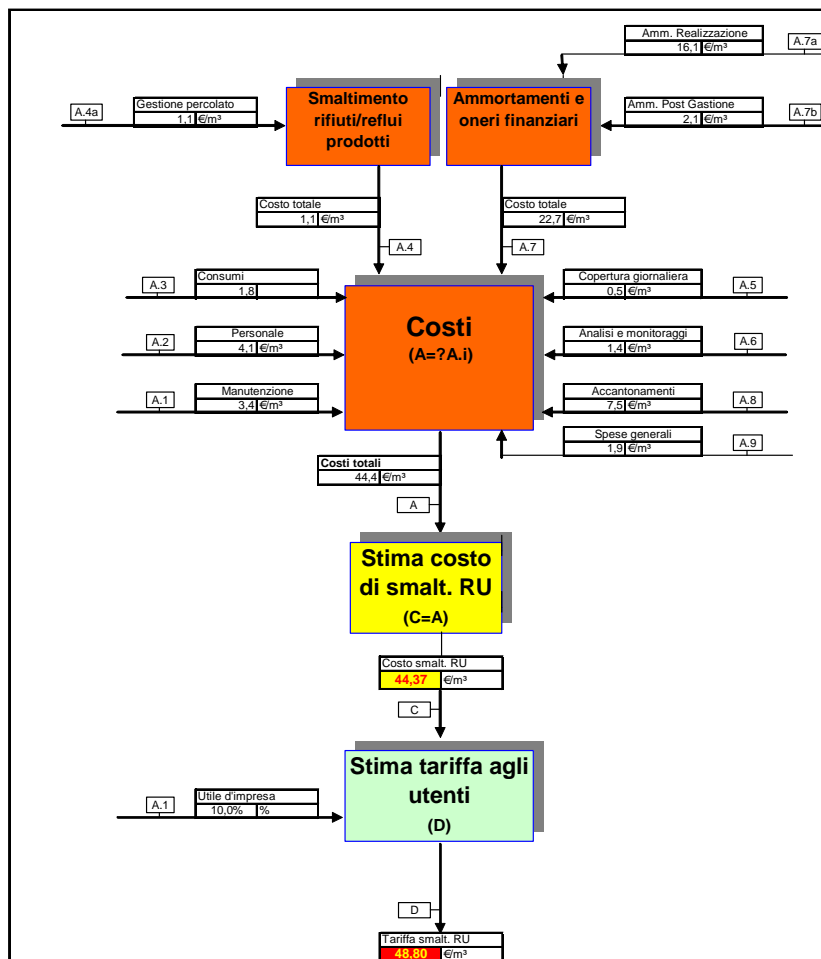 Amm. Realizzazione
16,1 €/m³
A.7a
Gestione percolato
1,1 €/m³
A.4a
Smaltimento
rifiuti/reflui
prodotti
Ammortamenti e
oneri finanziari
Amm. Post Gastione
2,1 €/m³
A.7b
Costo totale
1,1 €/m³
Costo totale
22,7 €/m³
A.4
A.7
A.3
Consumi
1,8
Copertura giornaliera
0,5 €/m³
A.5
Costi
(A=?A.i)
A.2
Personale
4,1 €/m³
Analisi e monitoraggi
1,4 €/m³
A.6
A.1
Manutenzione
3,4 €/m³
Accantonamenti
7,5 €/m³
A.8
Spese generali
1,9 €/m³
A.9
Costi totali
44,4 €/m³
A
Stima costo
di smalt. RU
(C=A)
Costo smalt. RU
44,37 €/m³
C
Stima tariffa agli
utenti
(D)
A.1
Utile d'impresa
10,0% %
D
Tariffa smalt. RU
48,80 €/m³